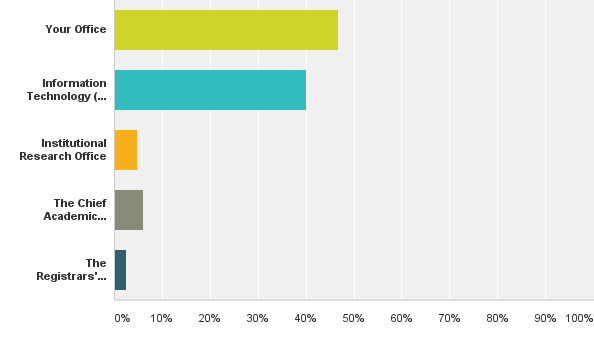 Your Office
Information
Technology (...
Institutional
Research Office
The Chief
Academic...
The
Registrars'...
0% 10% 20% 30% 40% 50% 60% 70% 80% 90% 100%